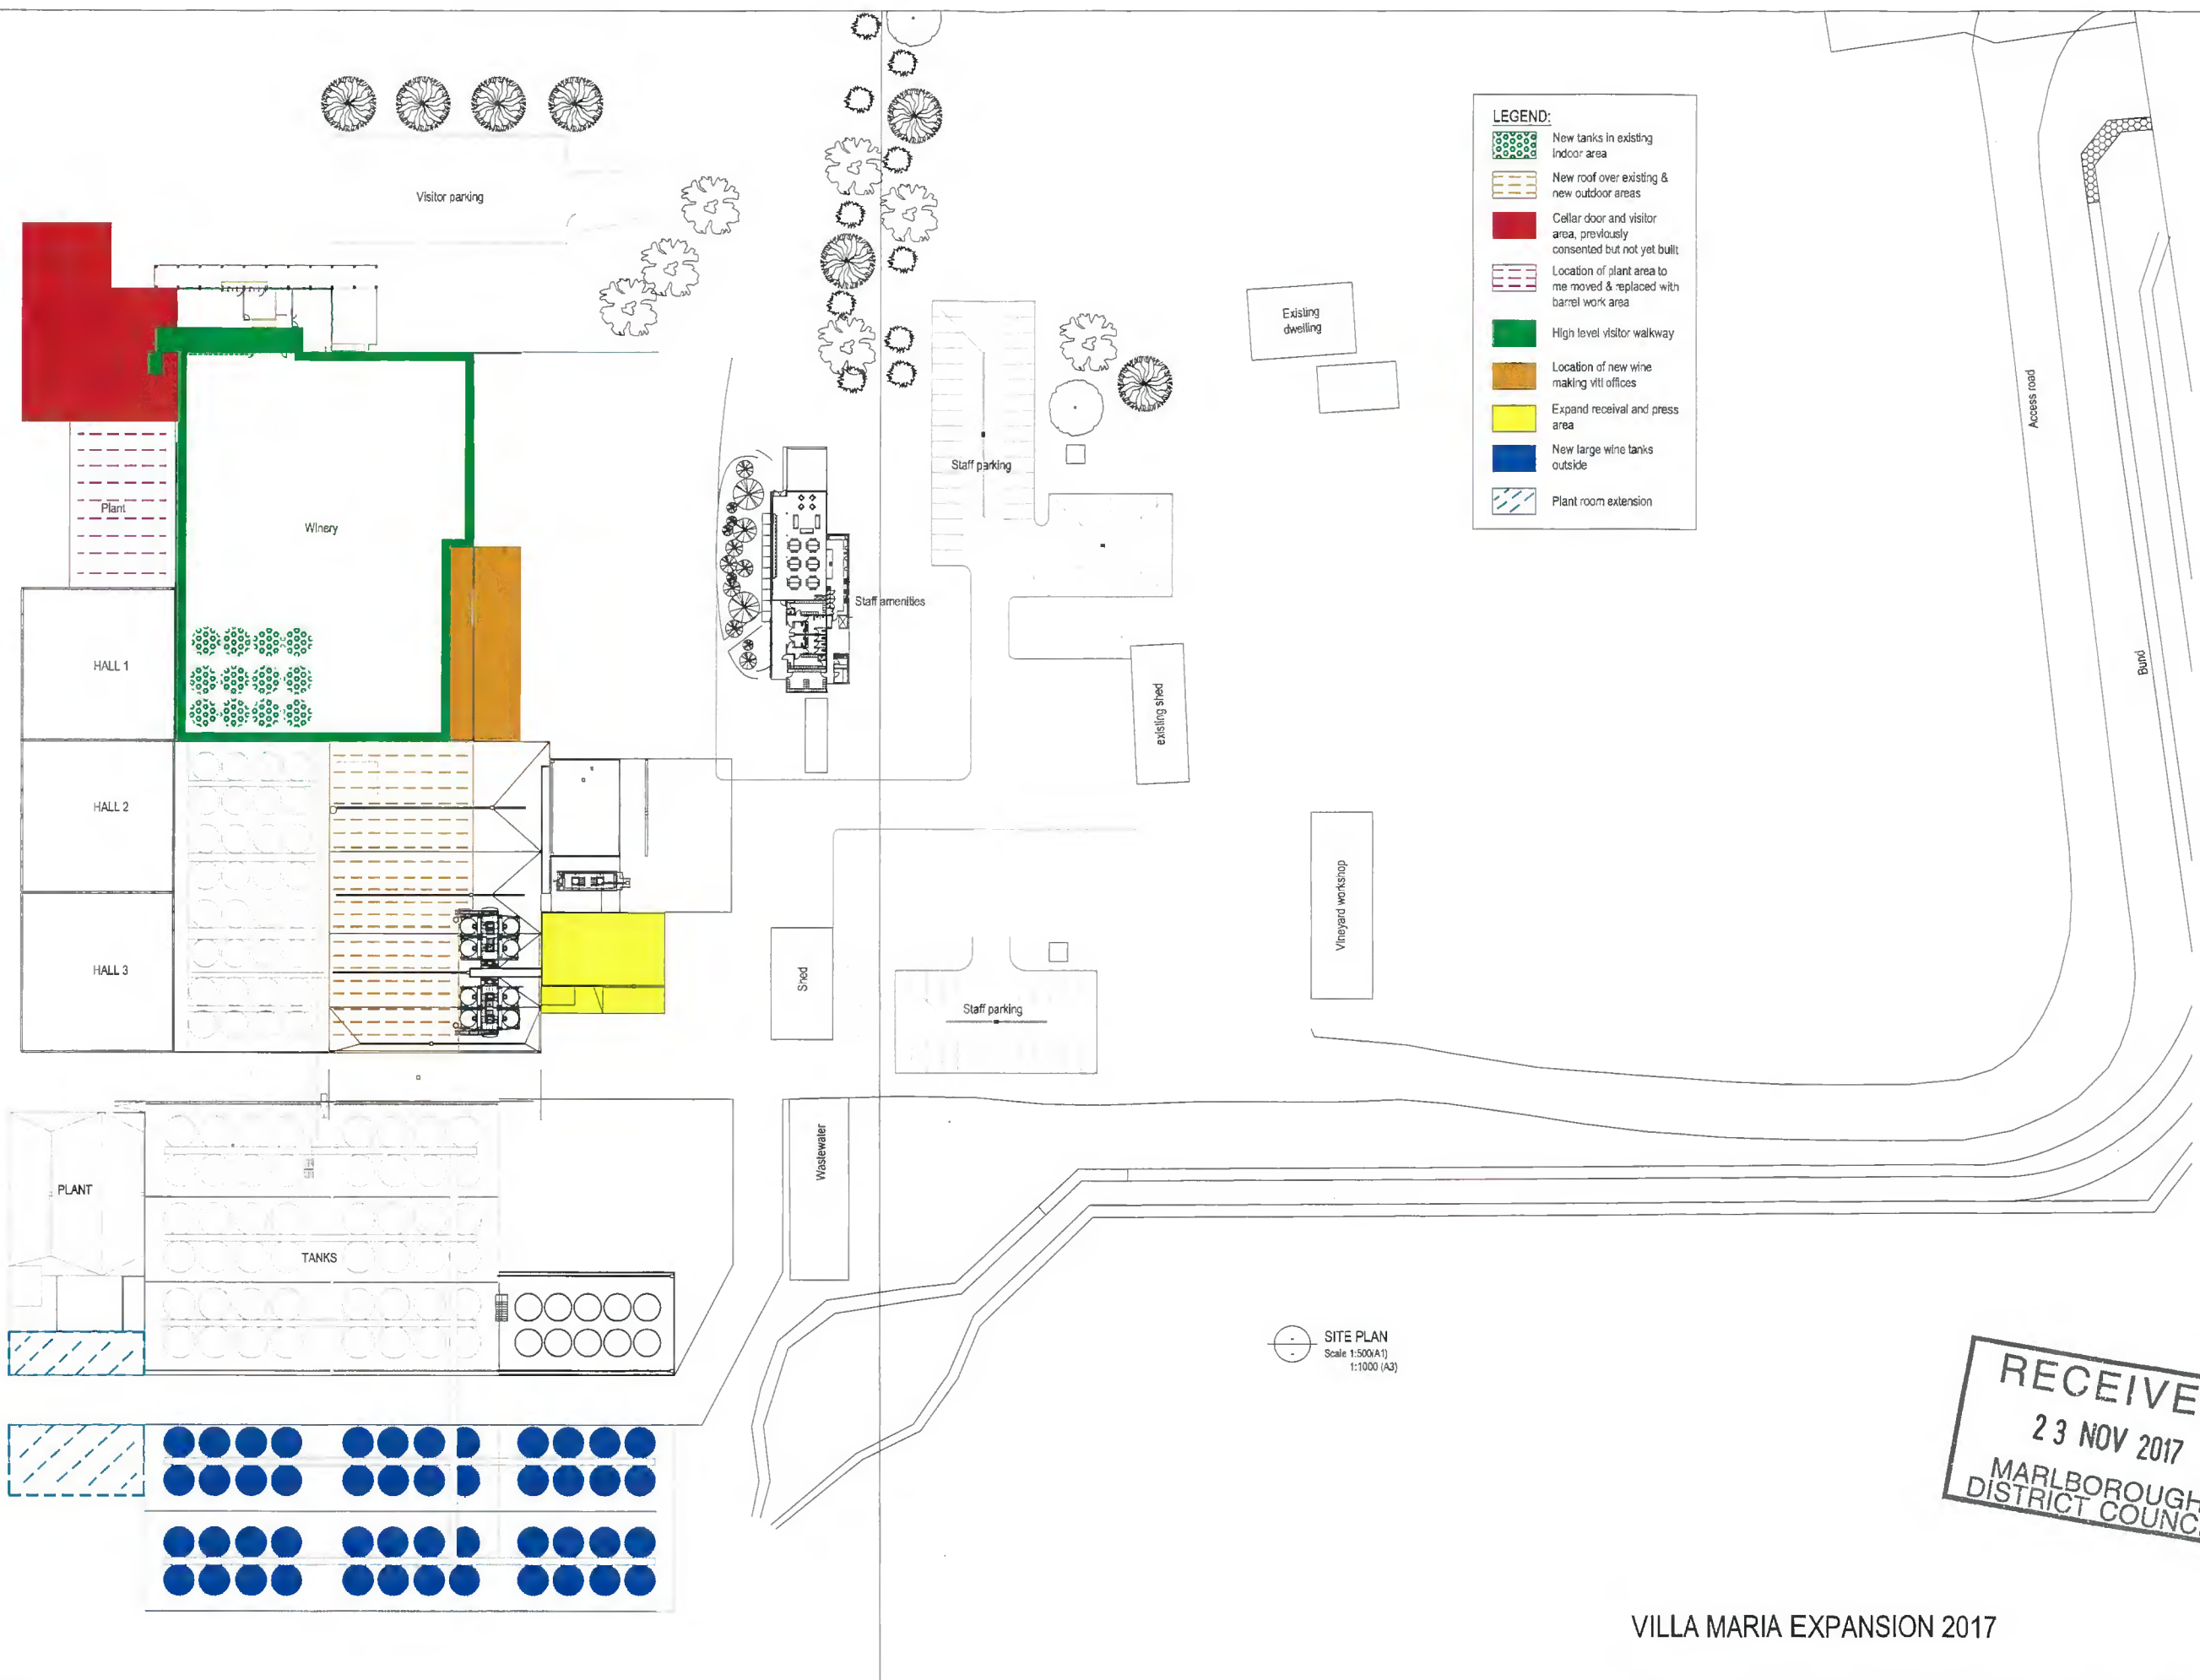 Visitor parking
LEGEND:
New tanks in existing
indoor area
New roof over existing &
new outdoor areas
Cellar door and visitor
area, previously
consented but not yet built
Location of plant area to
me moved & replaced with
barrel work area
High level visitor walkway
Location of new wine
making viti offices
Expand receival and press
area
New large wine tanks
outside
Plant room extension
Existing
dwelling
Access road
Bund
Staff parking
Plant
Winery
Staff amenities
HALL 1
existing shed
HALL 2
Vineyard workshop
HALL 3
Shed
Staff parking
Wastewater
PLANT
TANKS
SITE PLAN
Scale 1:500(A1)
1:1000 (A3)
RECEIVE
23 NOV 2017
MARLBOROUGH
DISTRICT COUNC
VILLA MARIA EXPANSION 2017